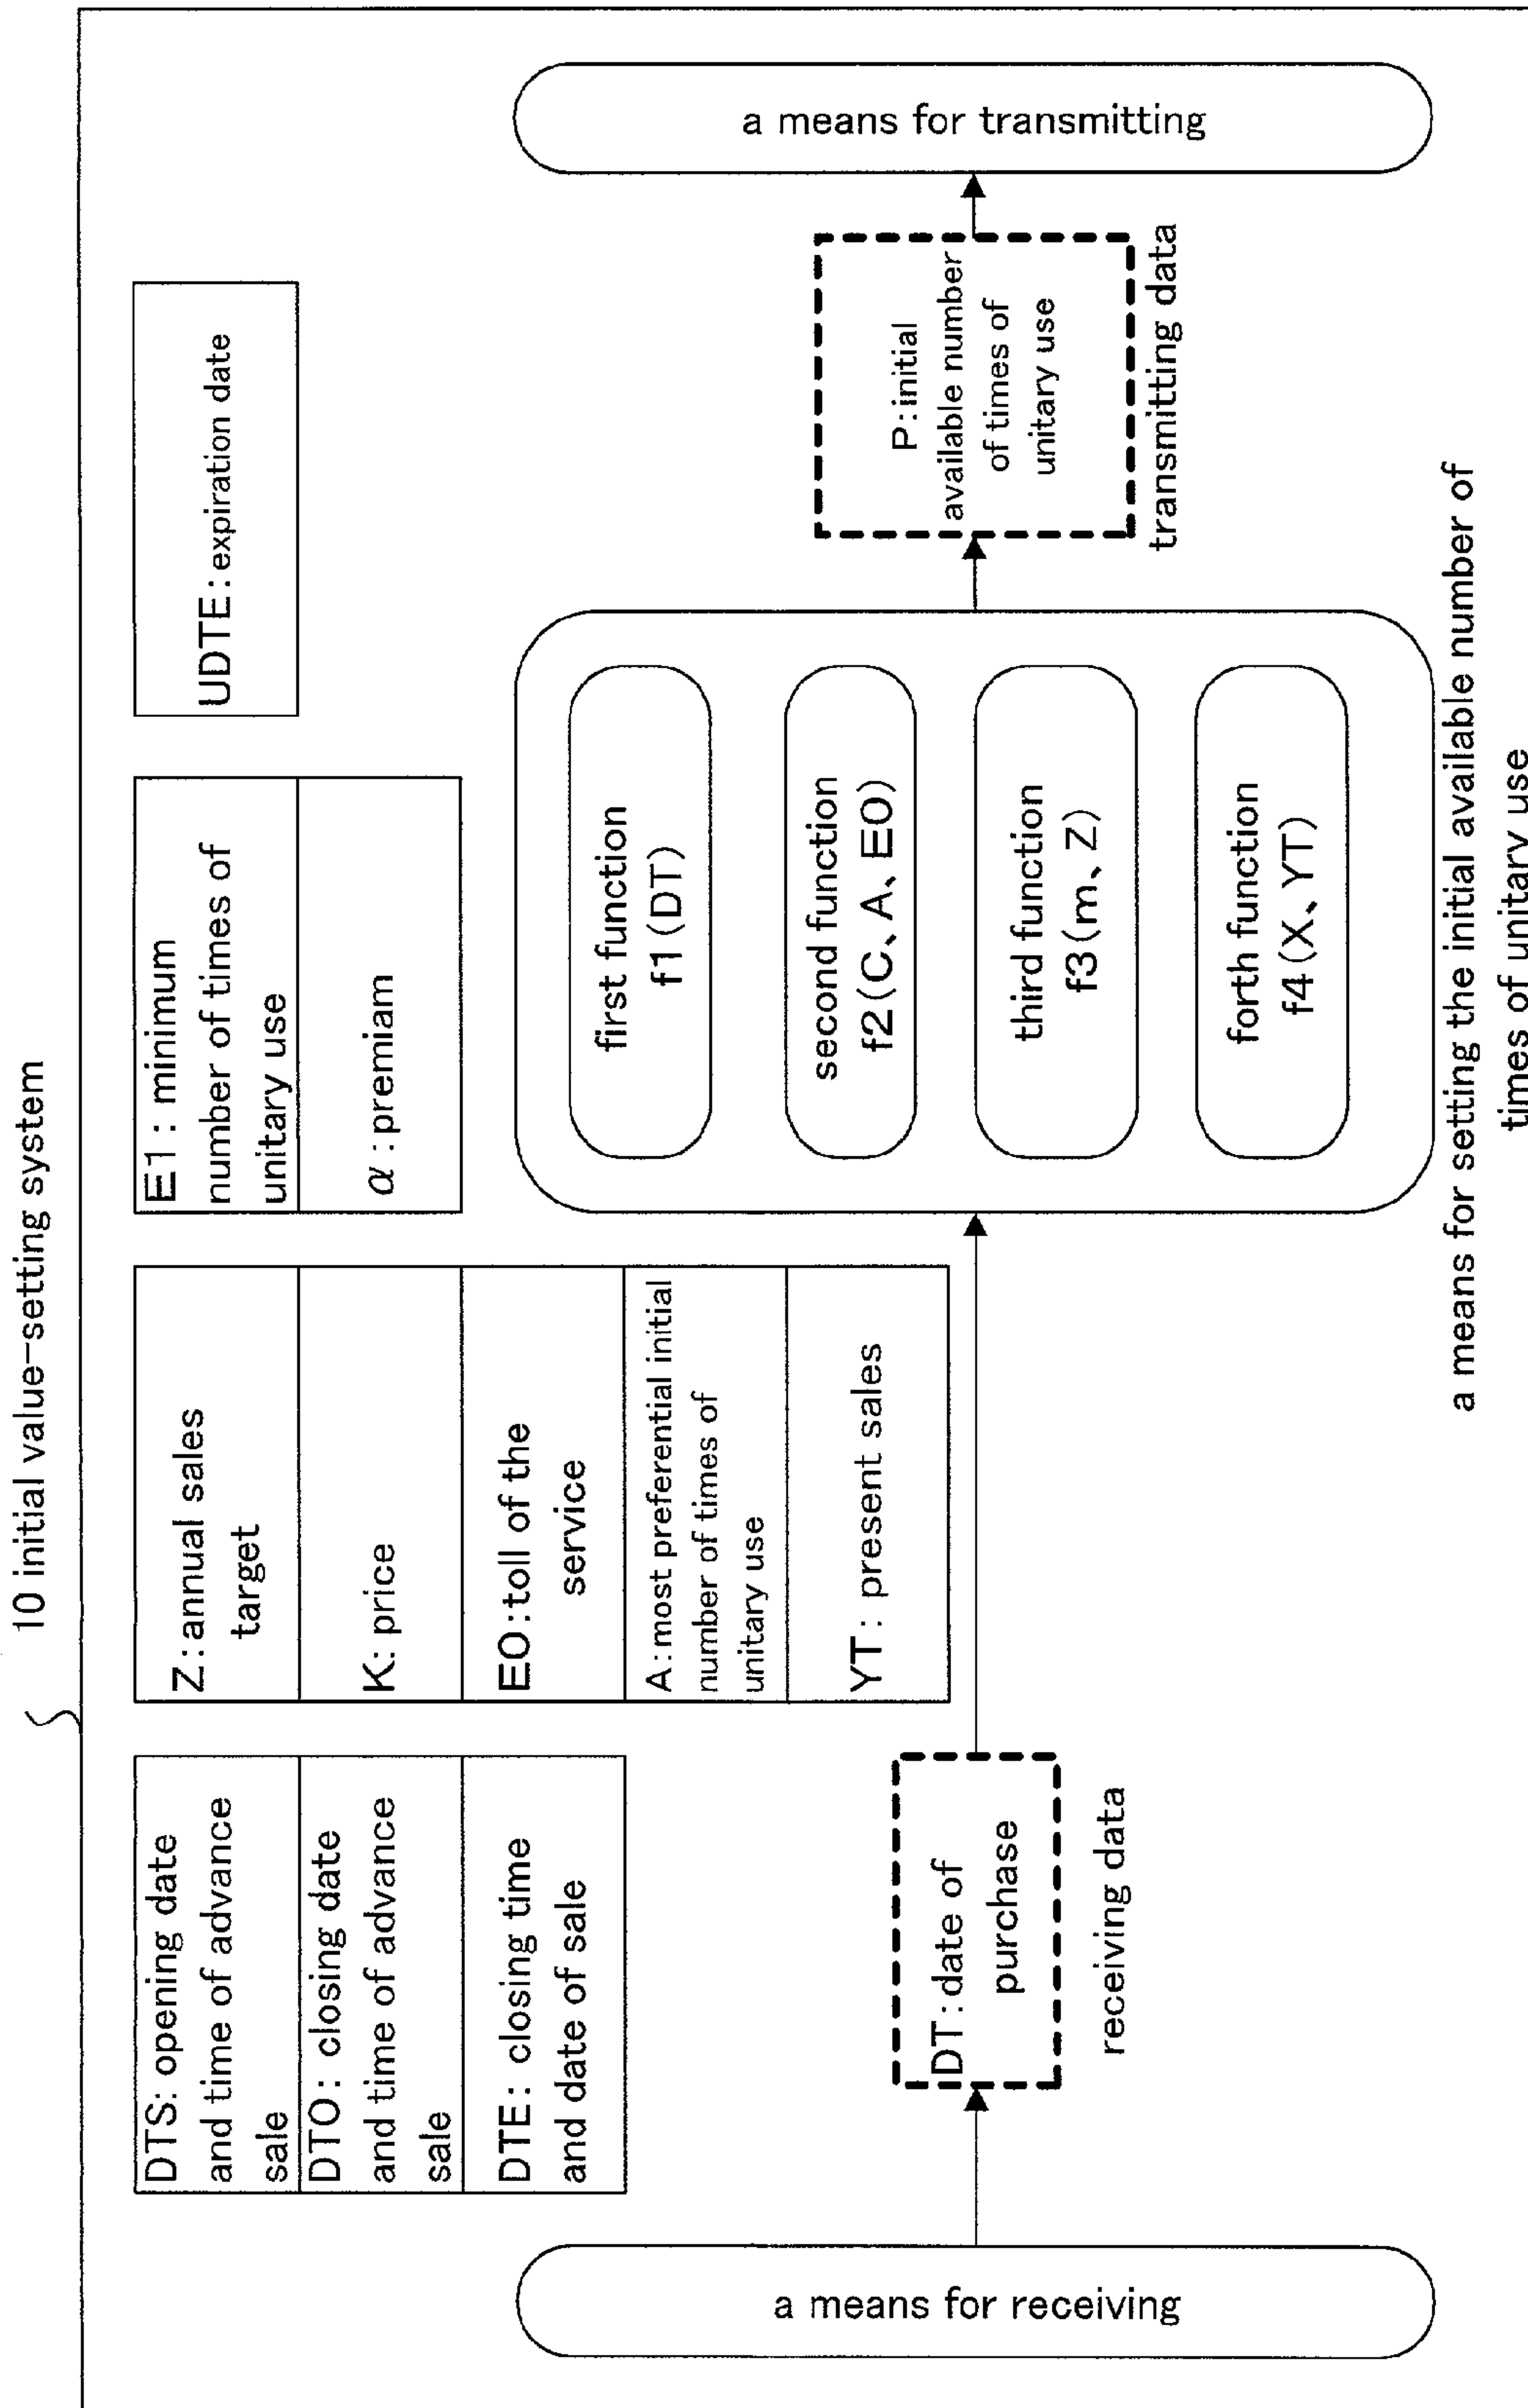 10 initial value-setting system
DTS: opening date
and time of advance
sale
DTO: closing date
and time of advance
sale
DTE: closing time
and date of sale
Z:annual sales
target
K: price
EO:toll of the
service
A:most preferential initial
number of times of
unitary use
YT: present sales
E1: minimum
number of times of
unitary use
α:premiam
UDTE:expiration date
a means for receiving
DT:date of
purchase
receiving data
first function
f1(DT)
second function
f2(C、A、EO)
third function
f3(m、Z)
forth function
f4(X、YT)
a means for setting the initial available number of
times of unitary use
P:initial
available number
of times of
unitary use
transmitting data
a means for transmitting